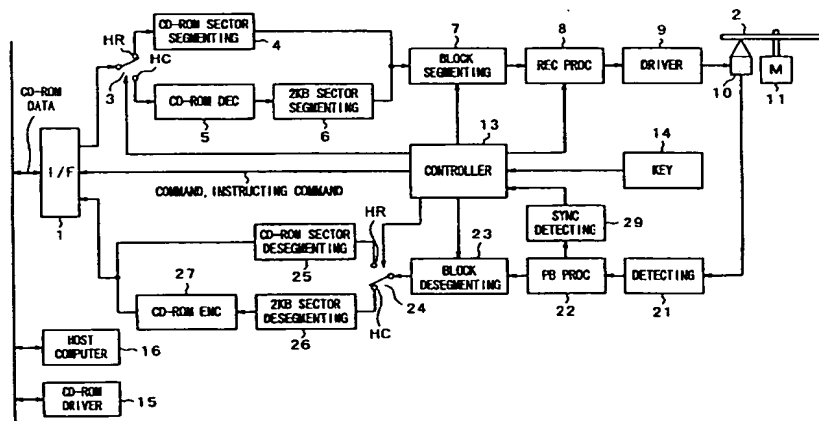 CD-ROM SECTOR
SEGMENTING
4
HR
HC
3
CD-ROM DEC
5
2KB SECTOR
SEGMENTING
6
7
BLOCK
SEGMENTING
8
REC PROC
9
DRIVER
2
10
M
11
CD-ROM
DATA
I/F
1
13
CONTROLLER
14
KEY
COMMAND, INSTRUCTING COMMAND
SYNC
DETECTING
29
HR
CD-ROM SECTOR
DESEGMENTING
25
23
BLOCK
DESEGMENTING
PB PROC
22
DETECTING
21
24
HC
27
CD-ROM ENC
2KB SECTOR
DESEGMENTING
26
HOST
COMPUTER
16
CD-ROM
DRIVER
15